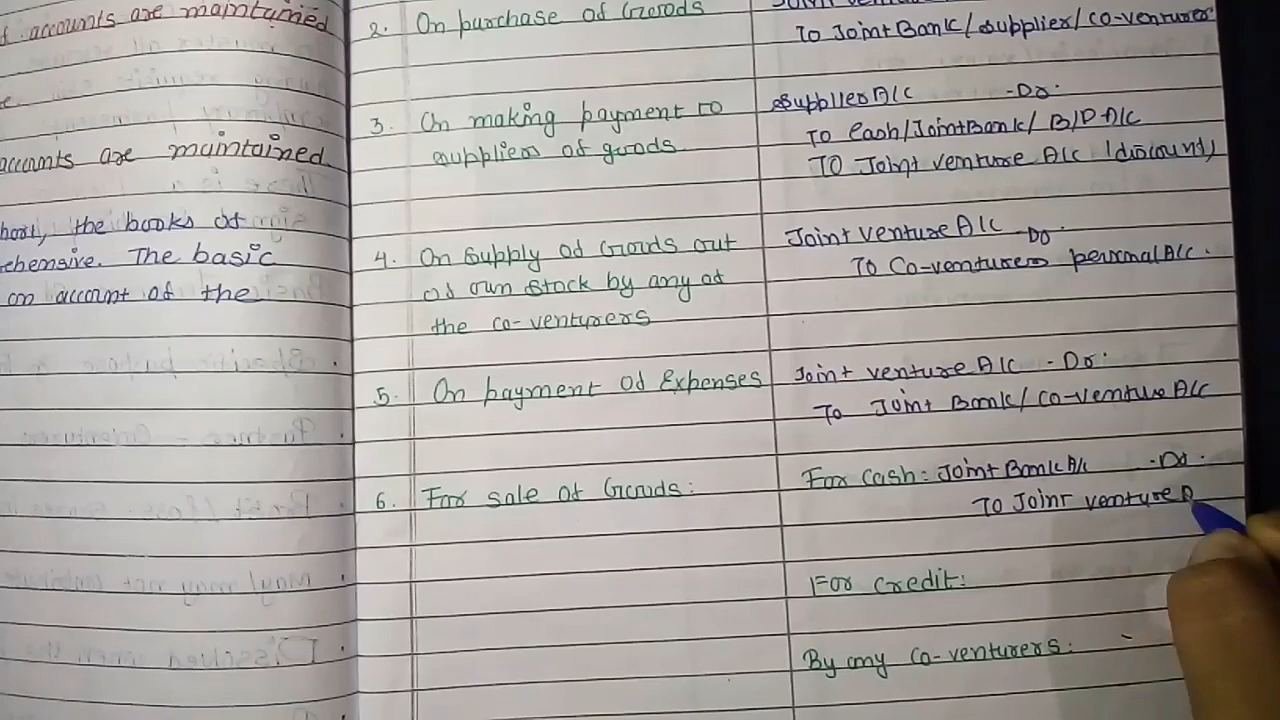 accounts are maintained
accounts are maintained
the books of
The basic
on account of the
2. On purchase of Goods
To Joint Bank/supplier/co-venturer
3. On making payment to
suppliers of goods
Supplier A/c -Dr.
To cash/Joint Bank/ B/P A/c
To Joint venture A/c (discount)
4. On supply of Goods out
of own stock by any of
the co-venturers
Joint venture A/c -Dr.
To Co-venturers personal A/c.
5. On payment of Expenses
Joint venture A/c -Dr.
To Joint Bank/co-venture A/c
6. For sale of Goods:
For cash: Joint Bank A/c -Dr.
To Joint venture A
For credit:
By any co-venturers: -